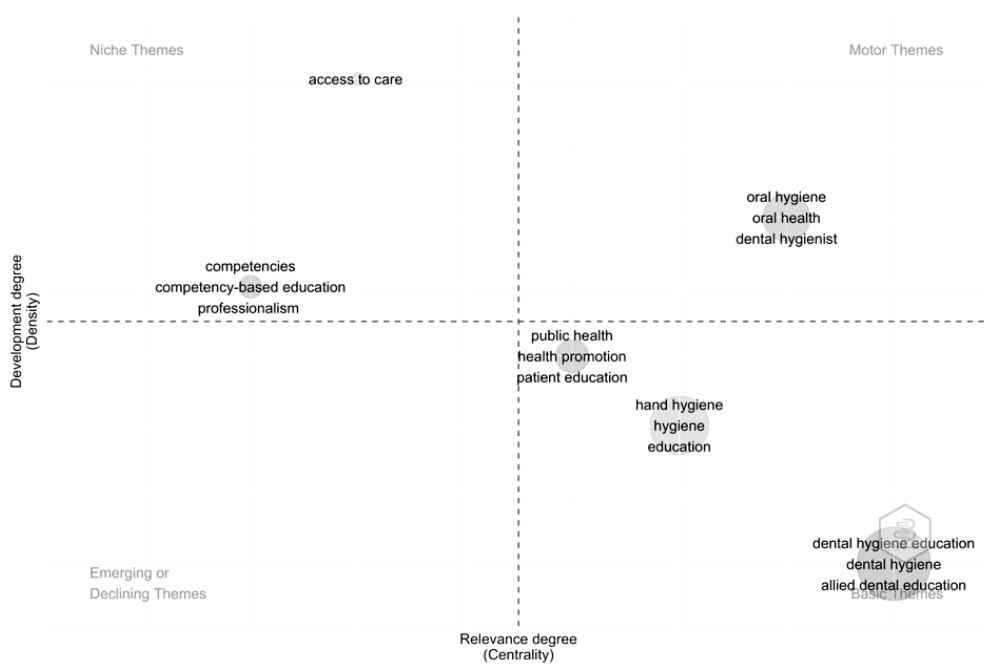 Niche Themes
Motor Themes
access to care
oral hygiene
oral health
dental hygienist
competencies
competency-based education
professionalism
Development degree
(Density)
public health
health promotion
patient education
hand hygiene
hygiene
education
dental hygiene education
dental hygiene
allied dental education
Emerging or
Declining Themes
Basic Themes
Relevance degree
(Centrality)